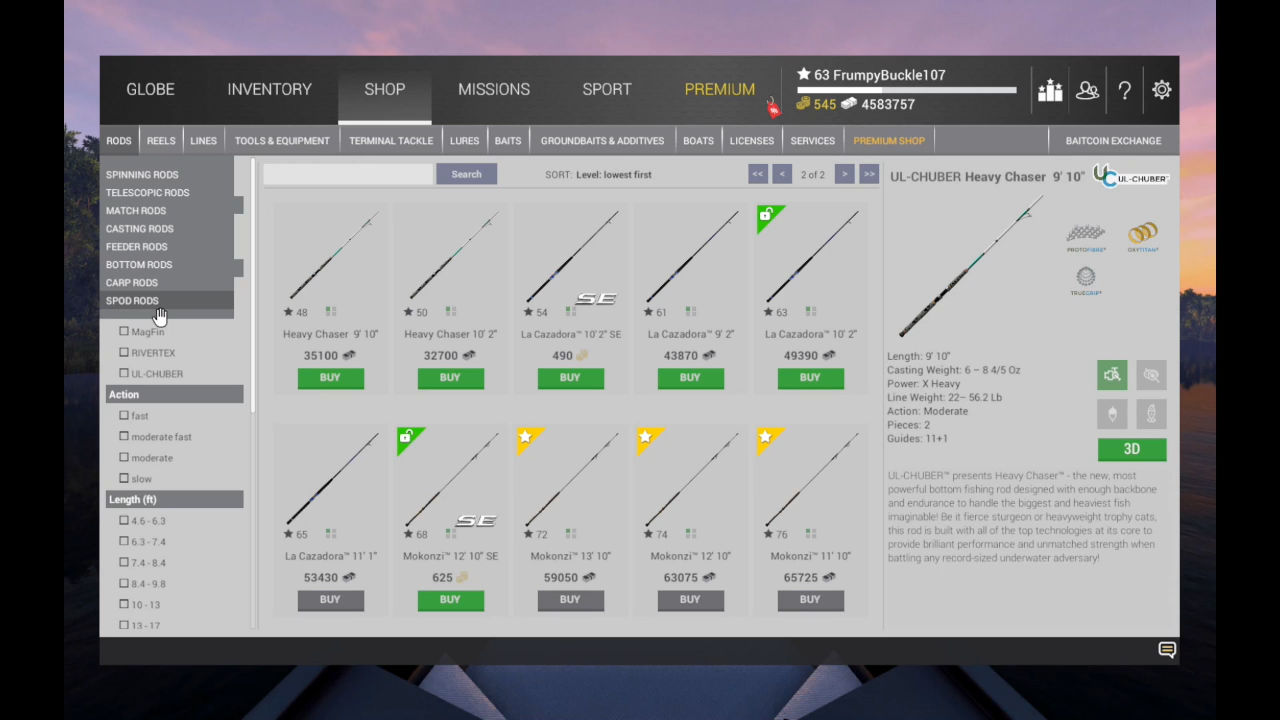 GLOBE INVENTORY SHOP MISSIONS SPORT PREMIUM
63 FrumpyBuckle107
545 4583757
RODS REELS LINES TOOLS & EQUIPMENT TERMINAL TACKLE LURES BAITS GROUNDBAITS & ADDITIVES BOATS LICENSES SERVICES PREMIUM SHOP BAITCOIN EXCHANGE
SPINNING RODS
TELESCOPIC RODS
MATCH RODS
CASTING RODS
FEEDER RODS
BOTTOM RODS
CARP RODS
SPOD RODS
MagFin
RIVERTEX
UL-CHUBER
Action
fast
moderate fast
moderate
slow
Length (ft)
4.6 - 6.3
6.3 - 7.4
7.4 - 8.4
8.4 - 9.8
10 - 13
13 - 17
Search SORT: Level: lowest first << < 2 of 2 > >>
48 50 SE 54 61 63
Heavy Chaser 9' 10" Heavy Chaser 10' 2" La Cazadora™ 10' 2" SE La Cazadora™ 9' 2" La Cazadora™ 10' 2"
35100 32700 490 43870 49390
BUY BUY BUY BUY BUY
65 SE 68 72 74 76
La Cazadora™ 11' 1" Mokonzi™ 12' 10" SE Mokonzi™ 13' 10" Mokonzi™ 12' 10" Mokonzi™ 11' 10"
53430 625 59050 63075 65725
BUY BUY BUY BUY BUY
UL-CHUBER Heavy Chaser 9' 10" UC UL-CHUBER™
PROTOFIBRE® OXYTITAN®
TRUEGRIP®
Length: 9' 10"
Casting Weight: 6 – 8 4/5 Oz
Power: X Heavy
Line Weight: 22– 56.2 Lb
Action: Moderate
Pieces: 2
Guides: 11+1
3D
UL-CHUBER™ presents Heavy Chaser™ - the new, most
powerful bottom fishing rod designed with enough backbone
and endurance to handle the biggest and heaviest fish
imaginable! Be it fierce sturgeon or heavyweight trophy cats,
this rod is built with all of the top technologies at its core to
provide brilliant performance and unmatched strength when
battling any record-sized underwater adversary!